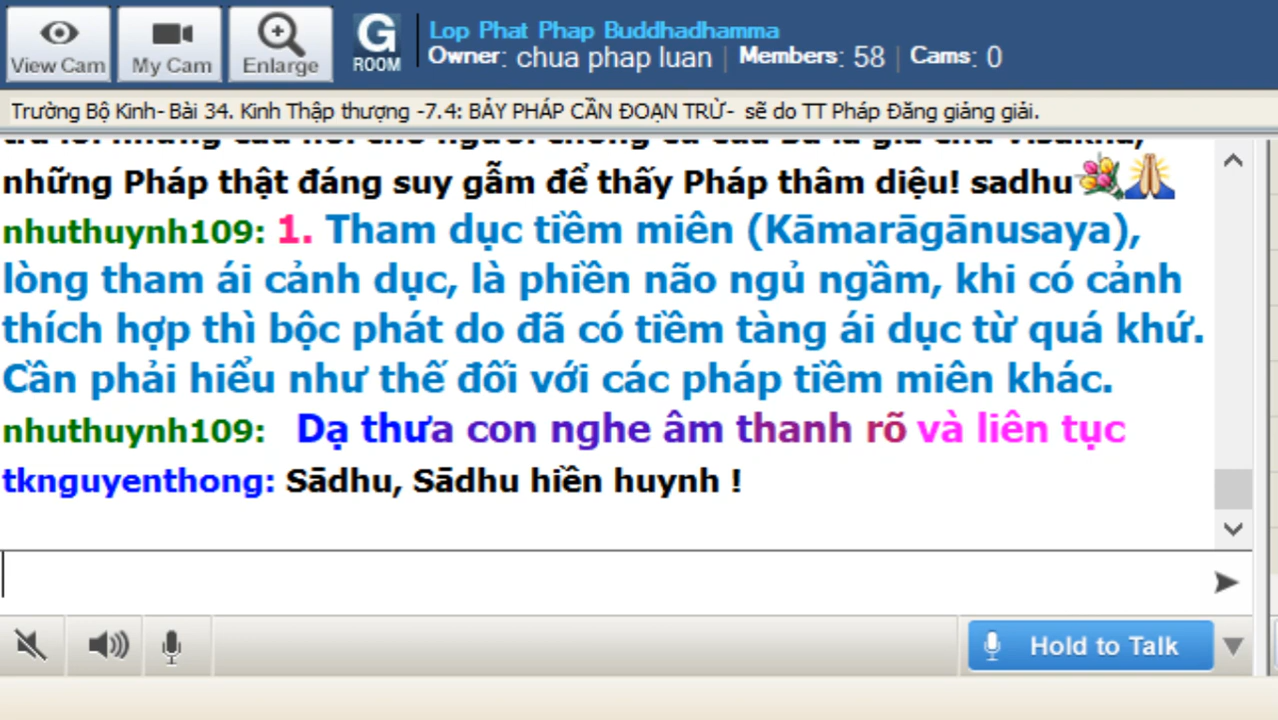 Lop Phat Phap Buddhadhamma
View Cam
My Cam
Enlarge
G ROOM
Owner: chua phap luan | Members: 58 | Cams: 0
Trường Bộ Kinh- Bài 34. Kinh Thập thượng -7.4: BẢY PHÁP CẦN ĐOẠN TRỪ- sẽ do TT Pháp Đăng giảng giải.
những Pháp thật đáng suy gẫm để thấy Pháp thâm diệu! sadhu
nhuthuynh109: 1. Tham dục tiềm miên (Kāmarāgānusaya),
lòng tham ái cảnh dục, là phiền não ngủ ngầm, khi có cảnh
thích hợp thì bộc phát do đã có tiềm tàng ái dục từ quá khứ.
Cần phải hiểu như thế đối với các pháp tiềm miên khác.
nhuthuynh109: Dạ thưa con nghe âm thanh rõ và liên tục
tknguyenthong: Sādhu, Sādhu hiền huynh !
Hold to Talk